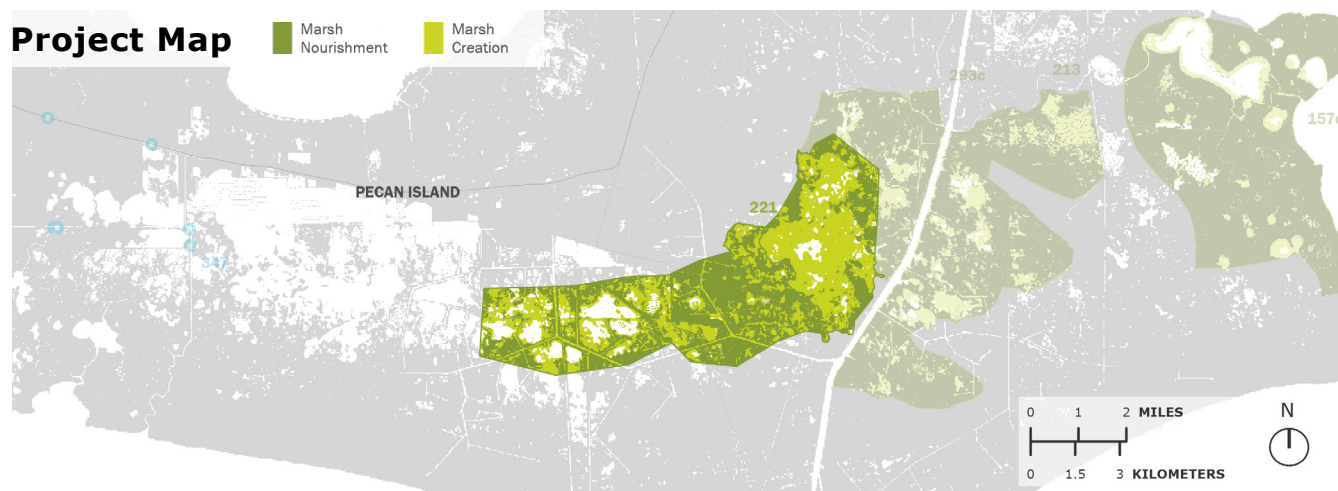 Project Map
Marsh
Nourishment
Marsh
Creation
293c
213
157c
PECAN ISLAND
221
347
0 1 2 MILES
0 1.5 3 KILOMETERS
N